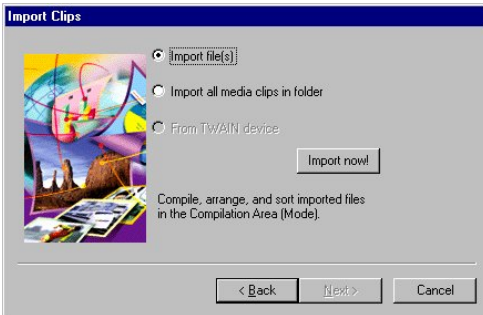 Import Clips
Import file(s)
Import all media clips in folder
From TWAIN device
Import now!
Compile, arrange, and sort imported files
in the Compilation Area (Mode).
< Back
Next >
Cancel